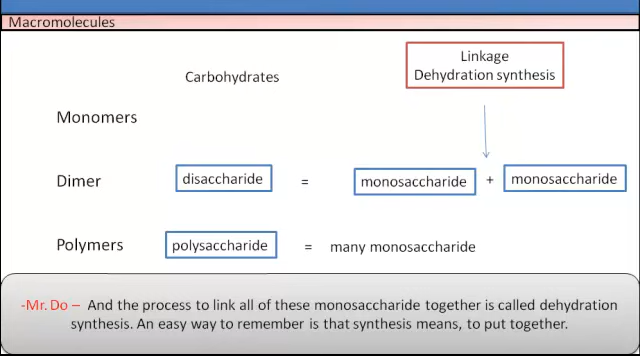 Macromolecules
Linkage
Dehydration synthesis
Carbohydrates
Monomers
Dimer disaccharide = monosaccharide + monosaccharide
Polymers polysaccharide = many monosaccharide
-Mr. Do – And the process to link all of these monosaccharide together is called dehydration
synthesis. An easy way to remember is that synthesis means, to put together.